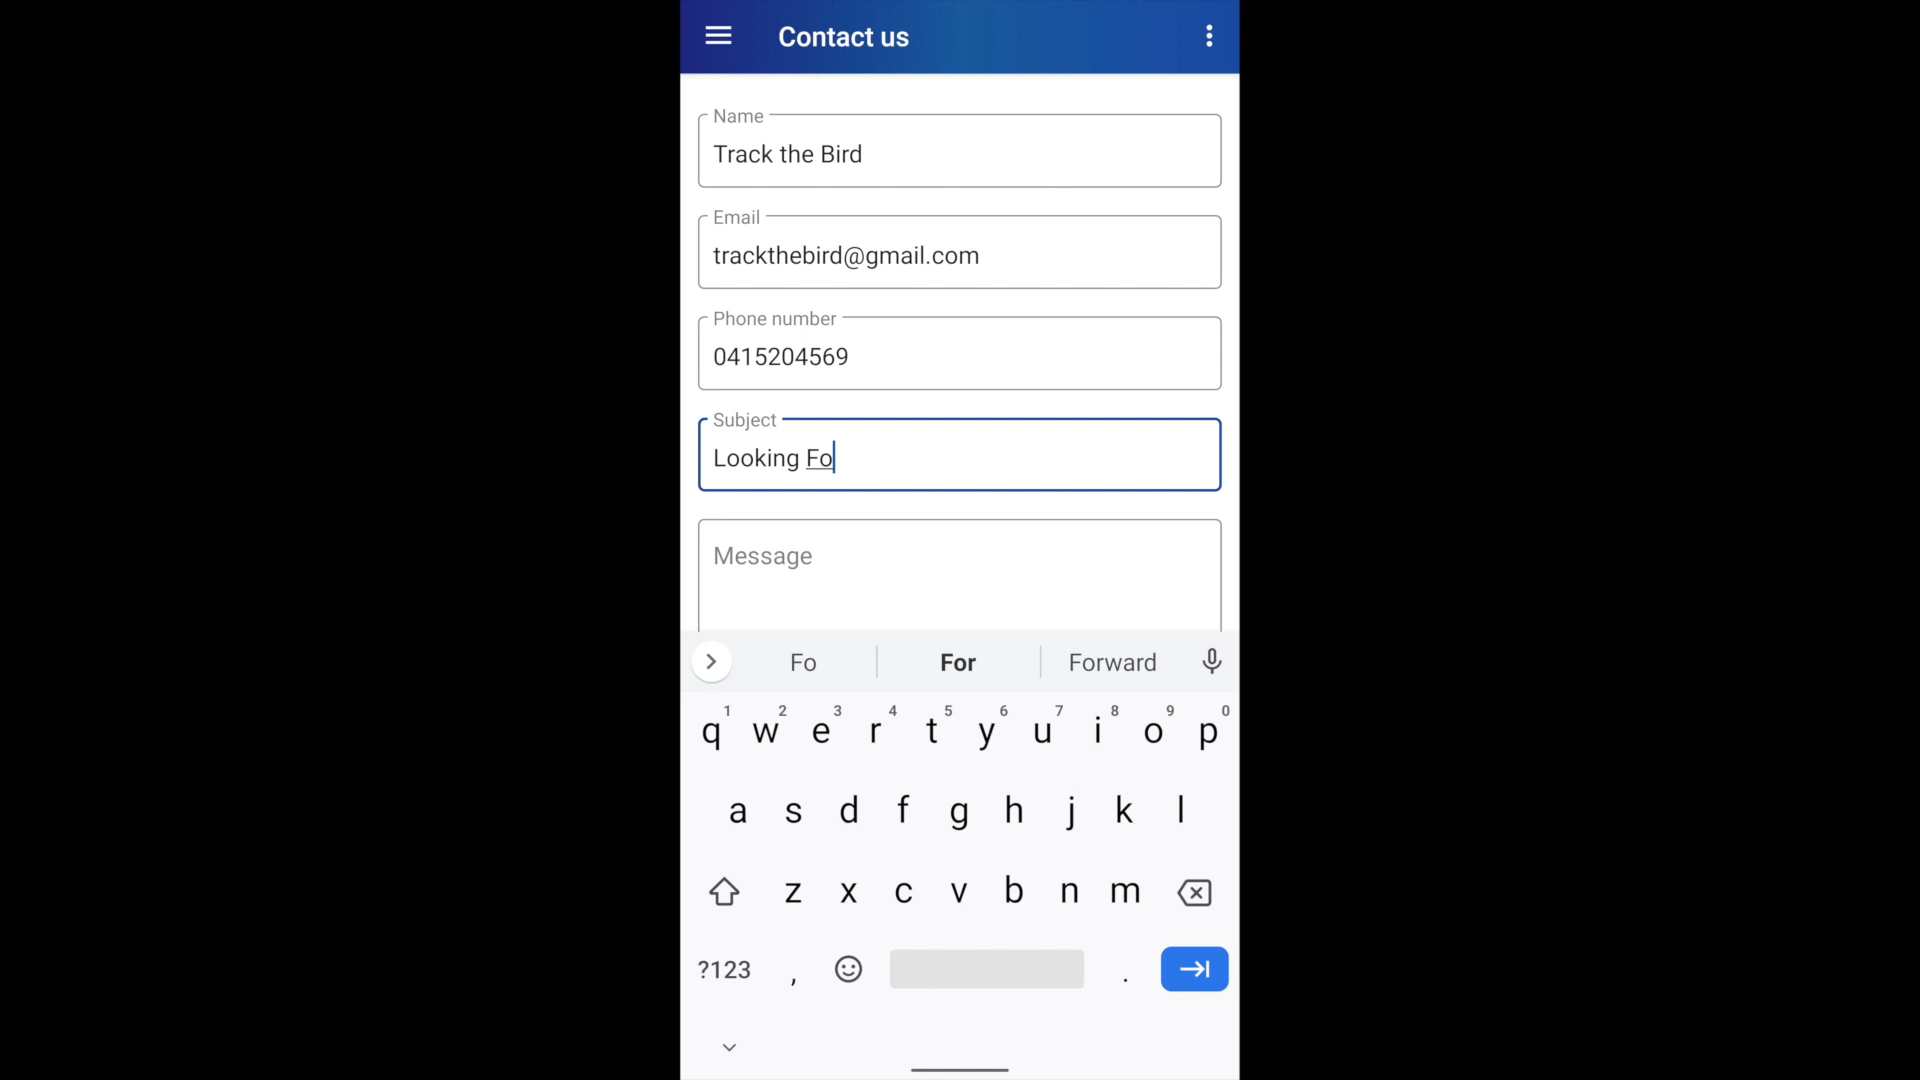 Contact us
Name
Track the Bird
Email
trackthebird@gmail.com
Phone number
0415204569
Subject
Looking Fo
Message
Fo For Forward
1 2 3 4 5 6 7 8 9 0
q w e r t y u i o p
a s d f g h j k l
z x c v b n m
?123 , .